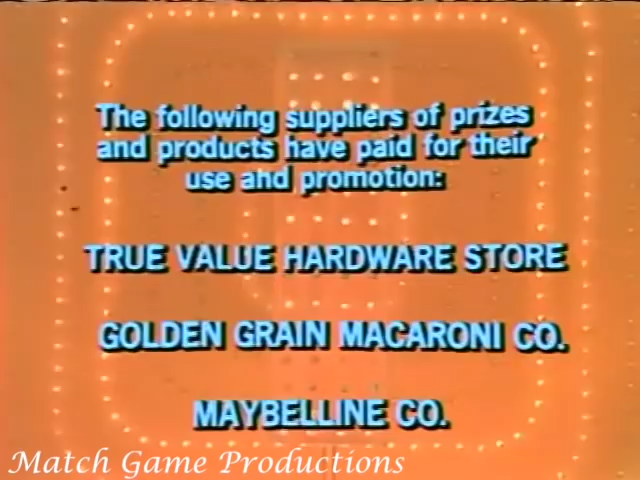 The following suppliers of prizes
and products have paid for their
use and promotion:
TRUE VALUE HARDWARE STORE
GOLDEN GRAIN MACARONI CO.
MAYBELLINE CO.
Match Game Productions